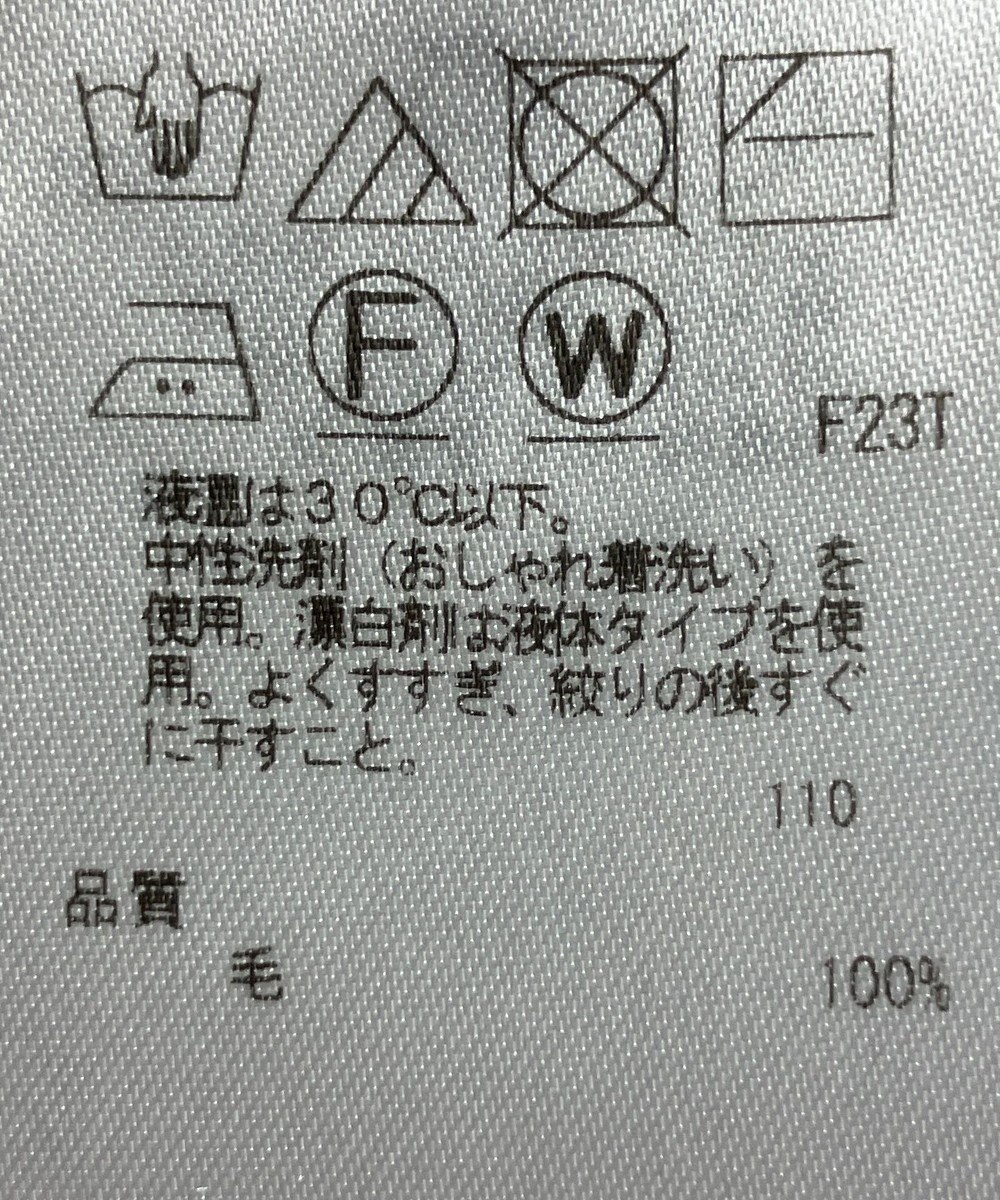 F W
F23T
液温は30℃以下。
中性洗剤（おしゃれ着洗い）を
使用。漂白剤は液体タイプを使
用。よくすすぎ、絞りの後すぐ
に干すこと。
110
品質
毛 100%